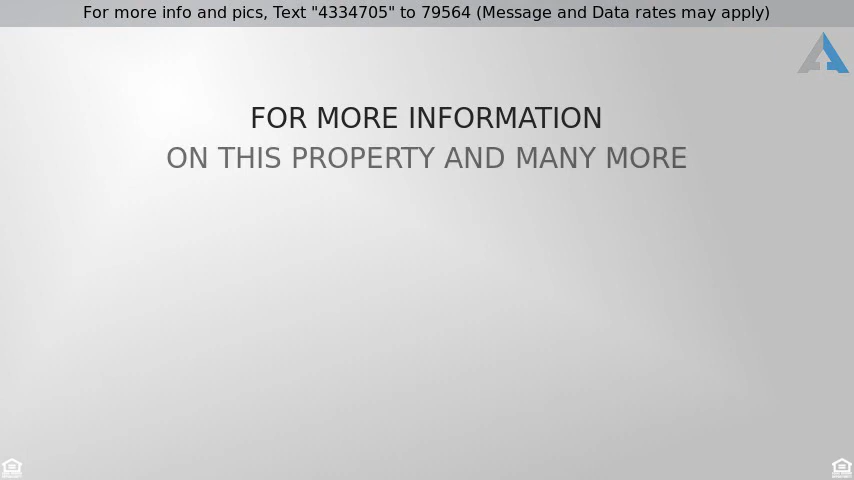 For more info and pics, Text "4334705" to 79564 (Message and Data rates may apply)
FOR MORE INFORMATION
ON THIS PROPERTY AND MANY MORE